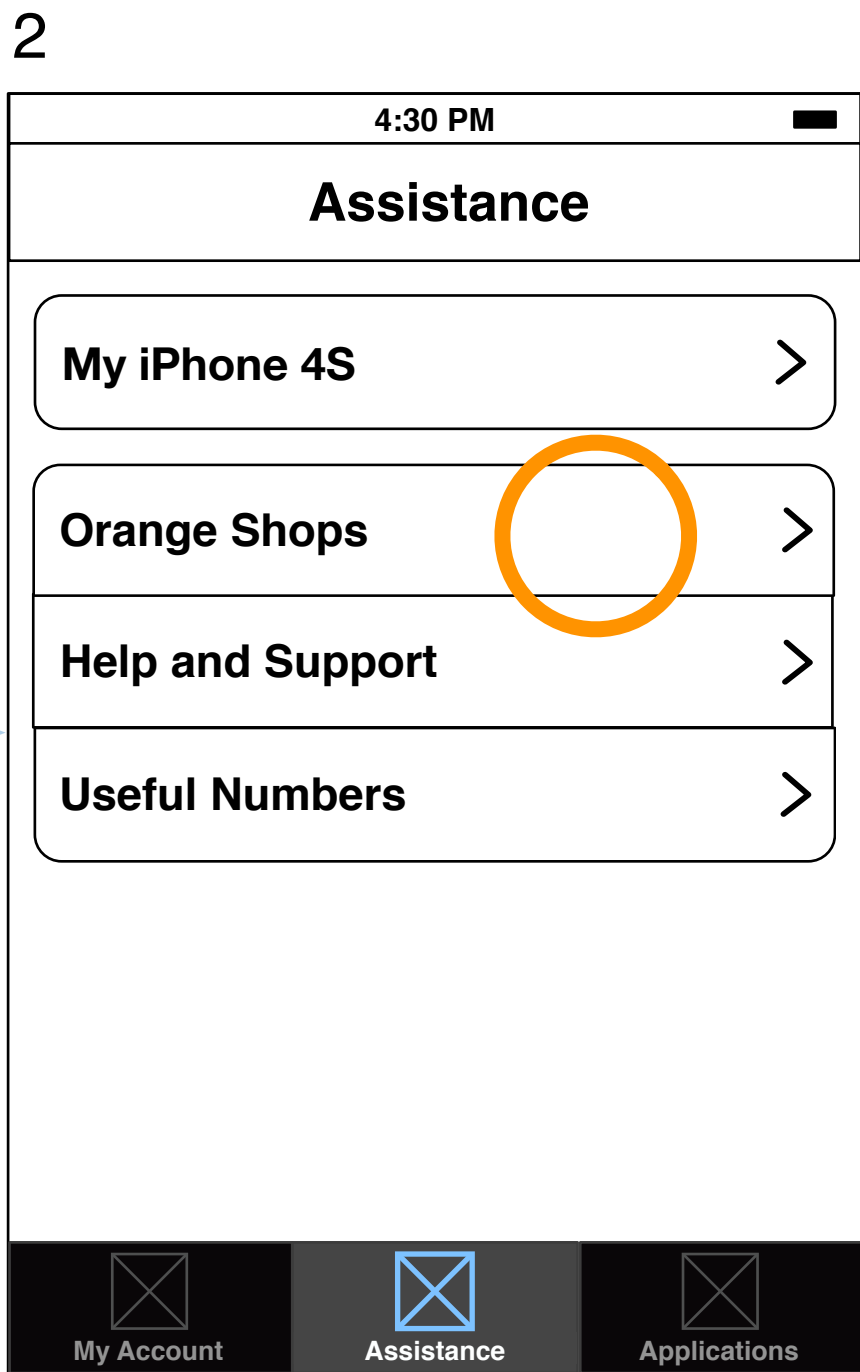 2
4:30 PM
Assistance
My iPhone 4S
Orange Shops
Help and Support
Useful Numbers
My Account
Assistance
Applications